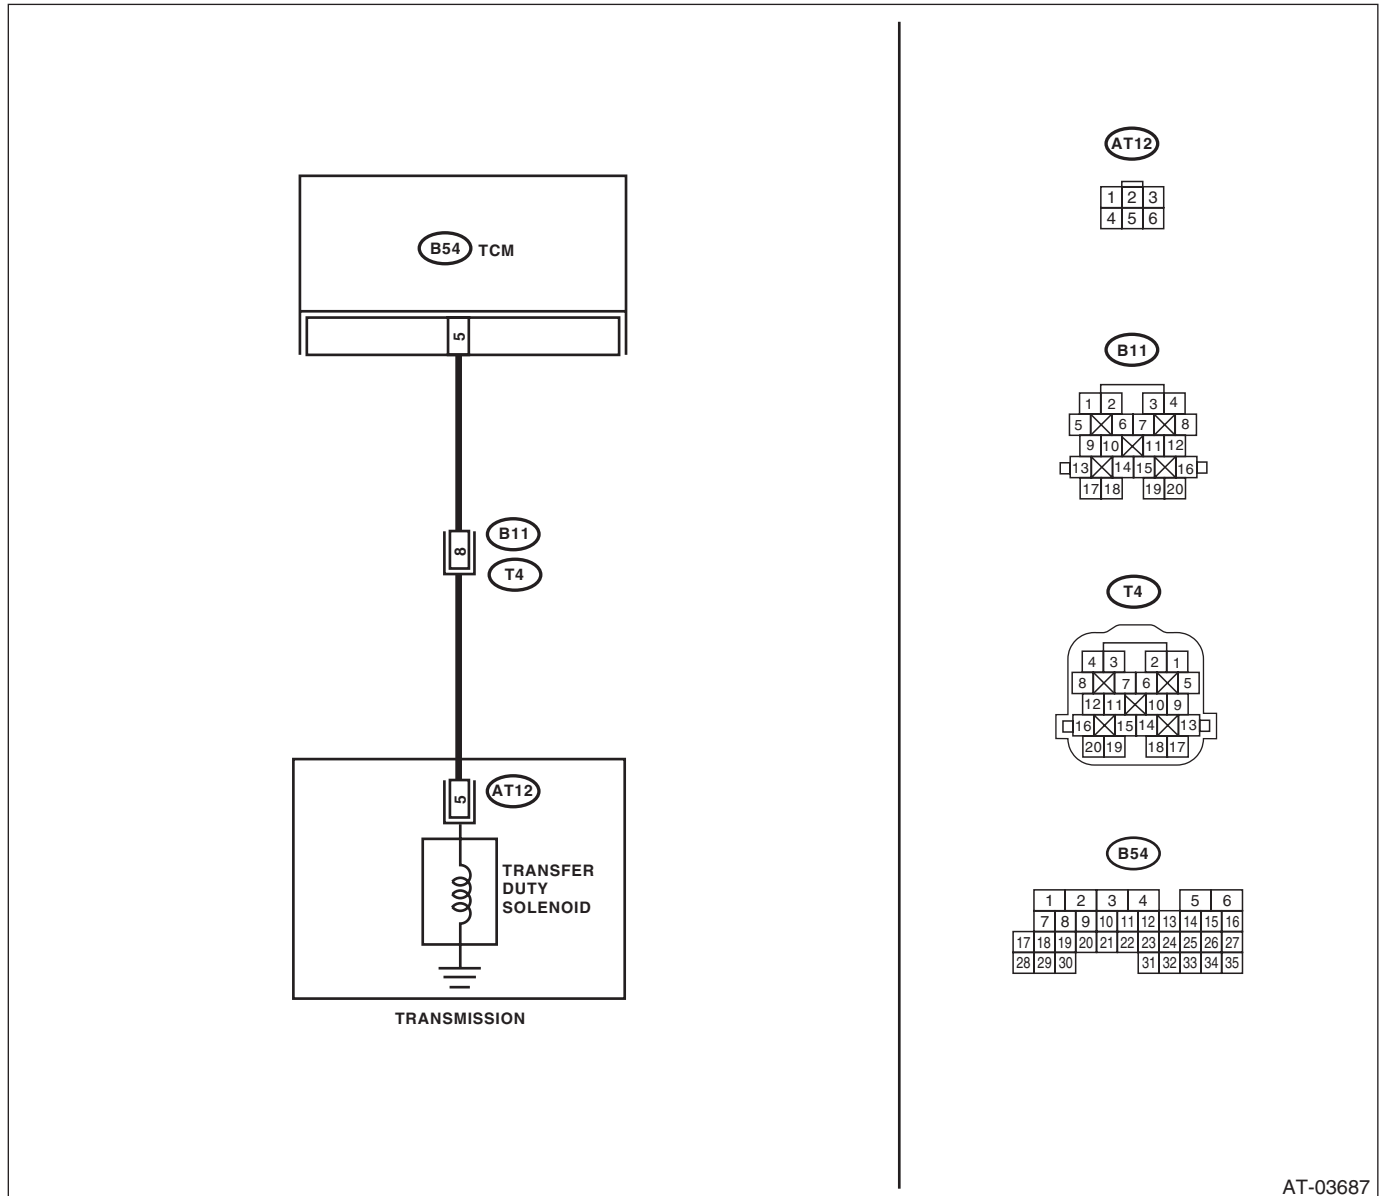 B54 TCM
5
8
B11
T4
5
AT12
TRANSFER
DUTY
SOLENOID
TRANSMISSION
AT12
1 2 3
4 5 6
B11
1 2 3 4
5 6 7 8
9 10 11 12
13 14 15 16
17 18 19 20
T4
4 3 2 1
8 7 6 5
12 11 10 9
16 15 14 13
20 19 18 17
B54
1 2 3 4 5 6
7 8 9 10 11 12 13 14 15 16
17 18 19 20 21 22 23 24 25 26 27
28 29 30 31 32 33 34 35
AT-03687